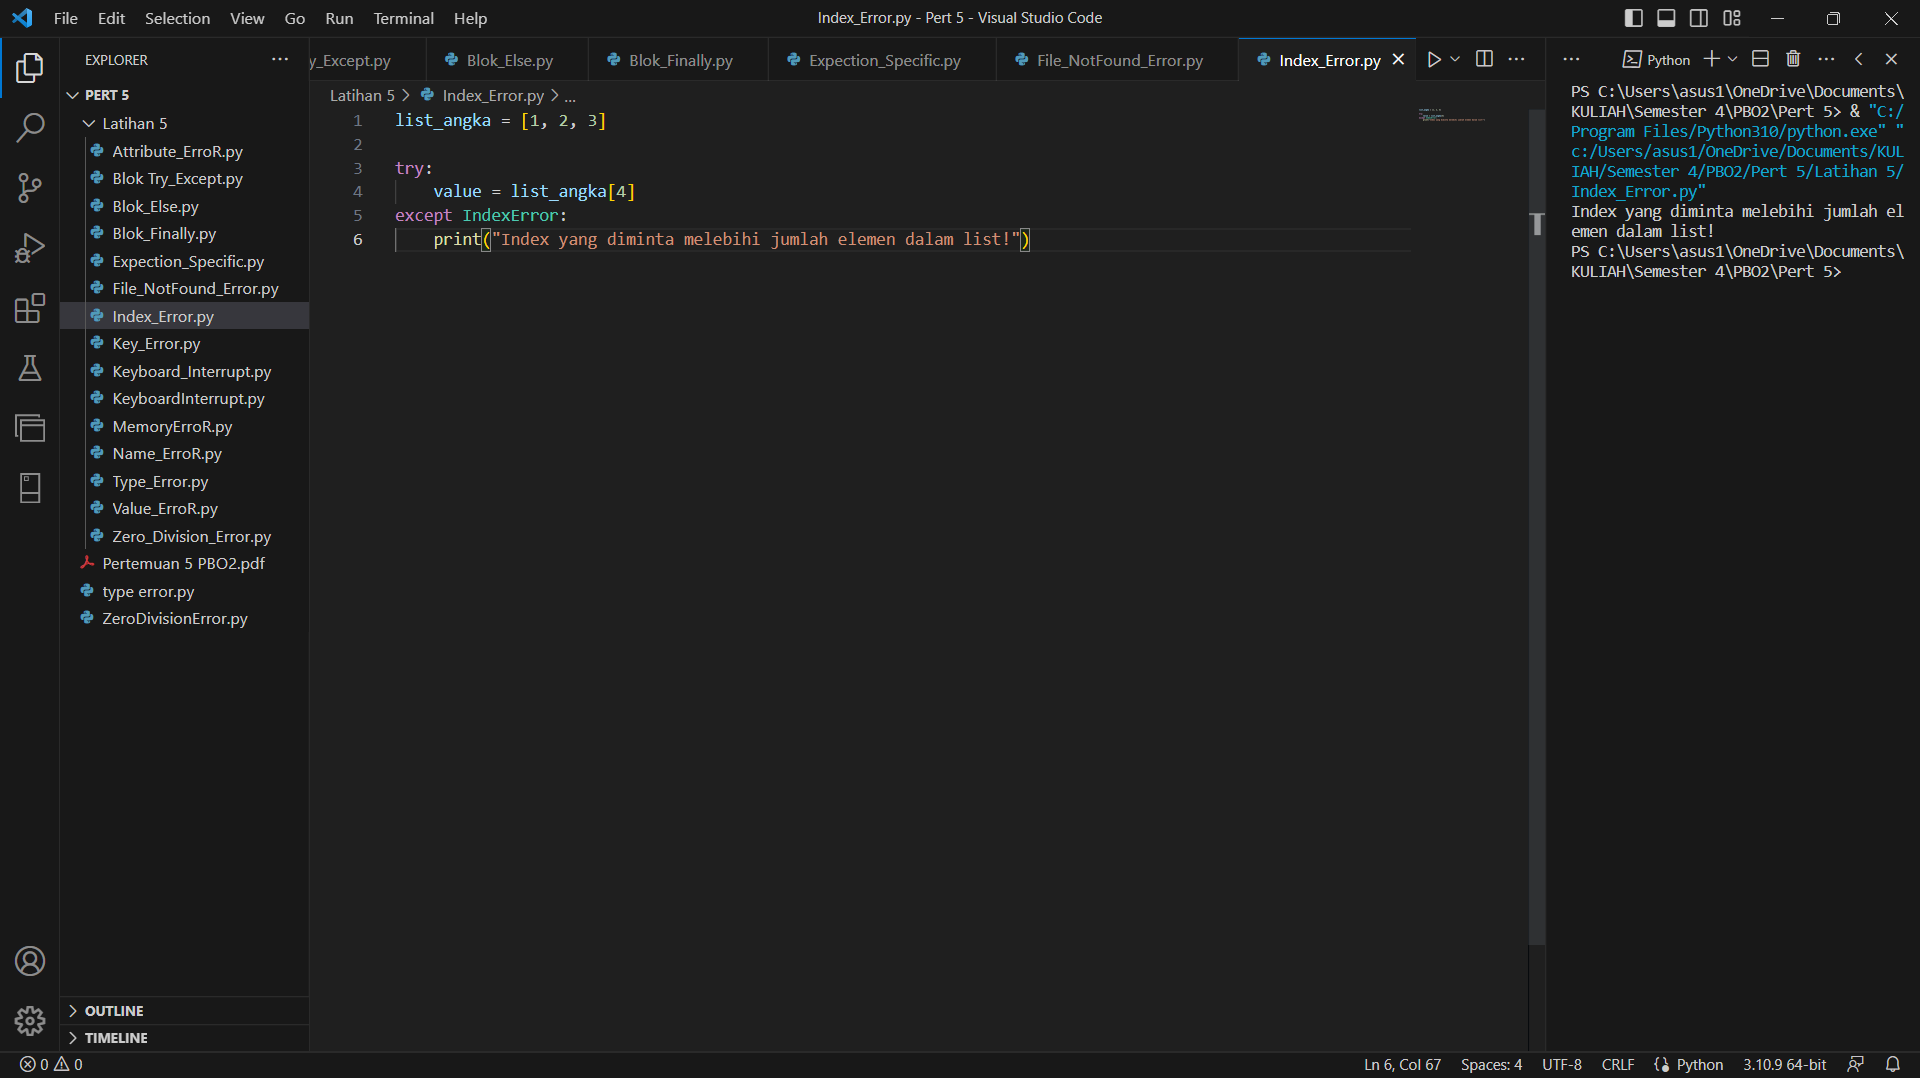 File Edit Selection View Go Run Terminal Help
Index_Error.py - Pert 5 - Visual Studio Code
EXPLORER
PERT 5
Latihan 5
Attribute_ErroR.py
Blok Try_Except.py
Blok_Else.py
Blok_Finally.py
Expection_Specific.py
File_NotFound_Error.py
Index_Error.py
Key_Error.py
Keyboard_Interrupt.py
KeyboardInterrupt.py
MemoryErroR.py
Name_ErroR.py
Type_Error.py
Value_ErroR.py
Zero_Division_Error.py
Pertemuan 5 PBO2.pdf
type error.py
ZeroDivisionError.py
OUTLINE
TIMELINE
y_Except.py Blok_Else.py Blok_Finally.py Expection_Specific.py File_NotFound_Error.py Index_Error.py
Latihan 5 > Index_Error.py > ...
1 list_angka = [1, 2, 3]
2
3 try:
4     value = list_angka[4]
5 except IndexError:
6     print("Index yang diminta melebihi jumlah elemen dalam list!")
Python
PS C:\Users\asus1\OneDrive\Documents\
KULIAH\Semester 4\PBO2\Pert 5> & "C:/
Program Files/Python310/python.exe" "
c:/Users/asus1/OneDrive/Documents/KUL
IAH/Semester 4/PBO2/Pert 5/Latihan 5/
Index_Error.py"
Index yang diminta melebihi jumlah el
emen dalam list!
PS C:\Users\asus1\OneDrive\Documents\
KULIAH\Semester 4\PBO2\Pert 5>
0 0
Ln 6, Col 67 Spaces: 4 UTF-8 CRLF Python 3.10.9 64-bit